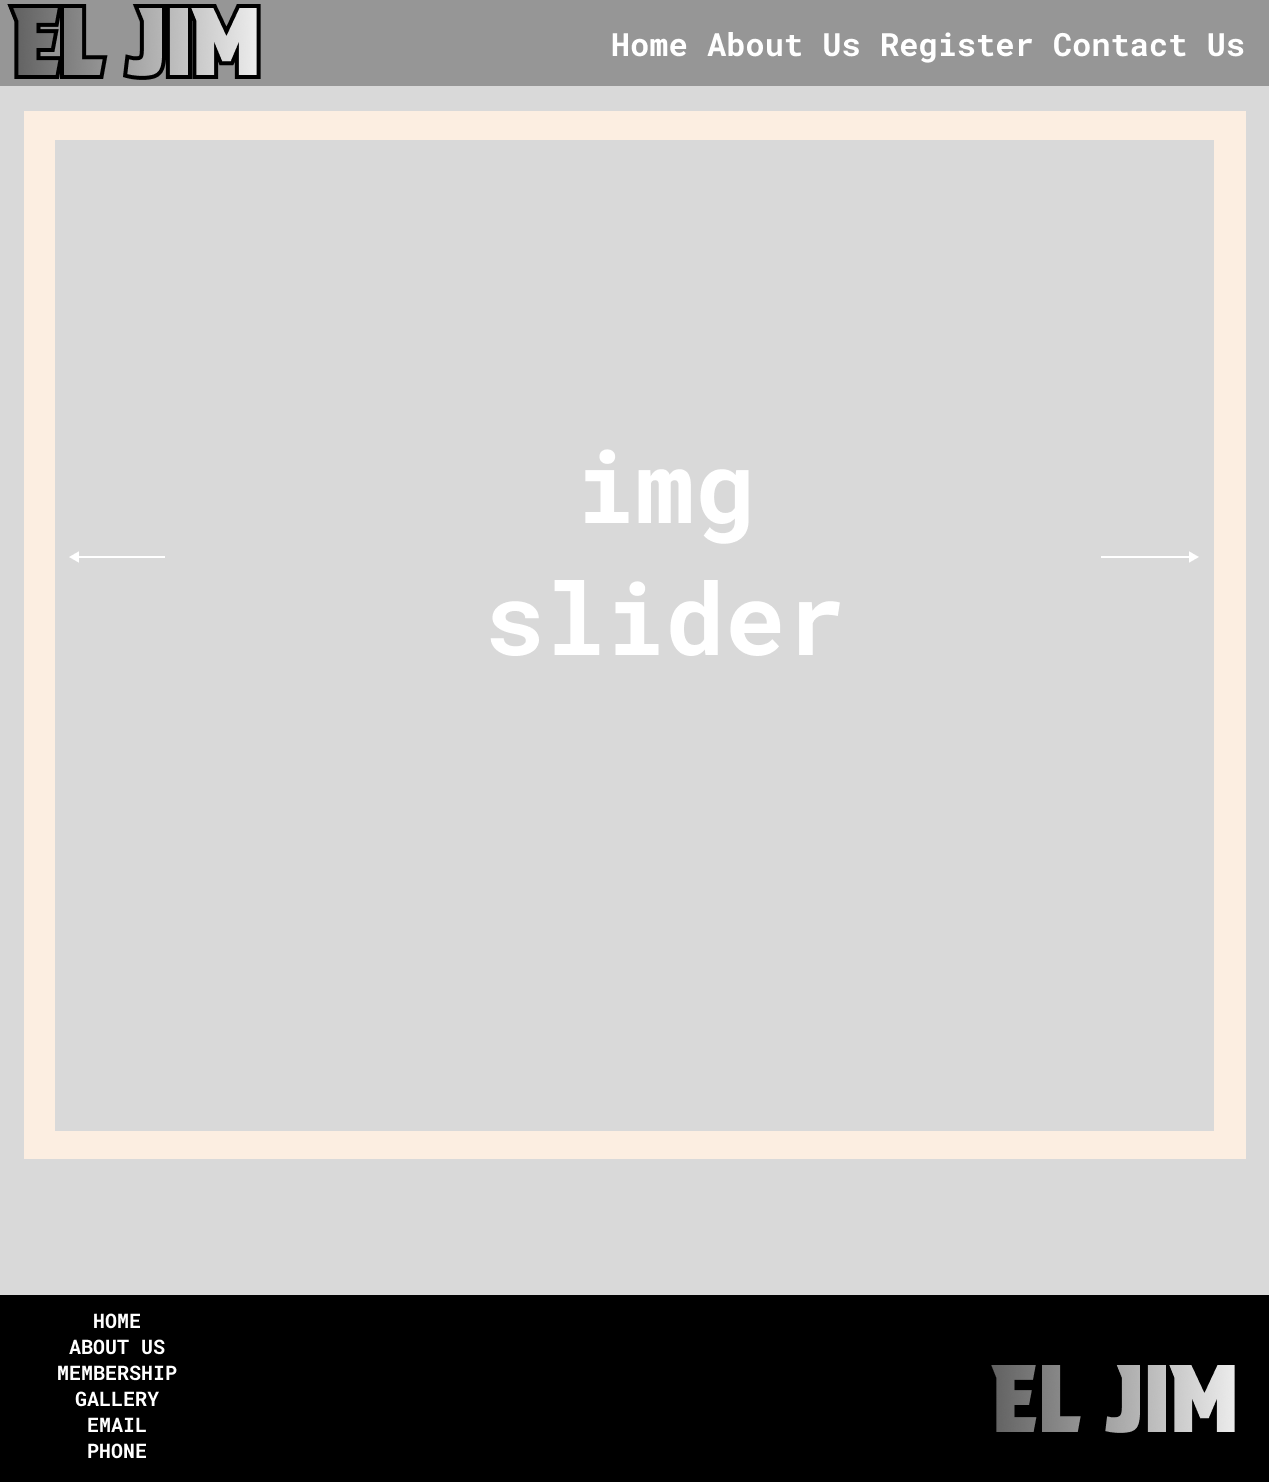 EL JIM
Home About Us Register Contact Us
img
slider
HOME
ABOUT US
MEMBERSHIP
GALLERY
EMAIL
PHONE
EL JIM